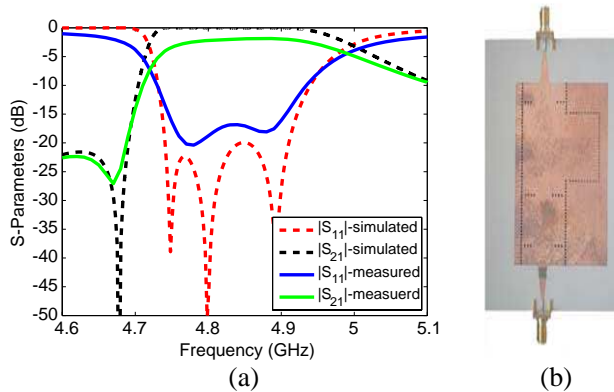 0
-5
-10
-15
-20
-25
-30
-35
-40
-45
-50
S-Parameters (dB)
|S11|-simulated
|S21|-simulated
|S11|-measured
|S21|-measuerd
4.6 4.7 4.8 4.9 5 5.1
Frequency (GHz)
(a) (b)